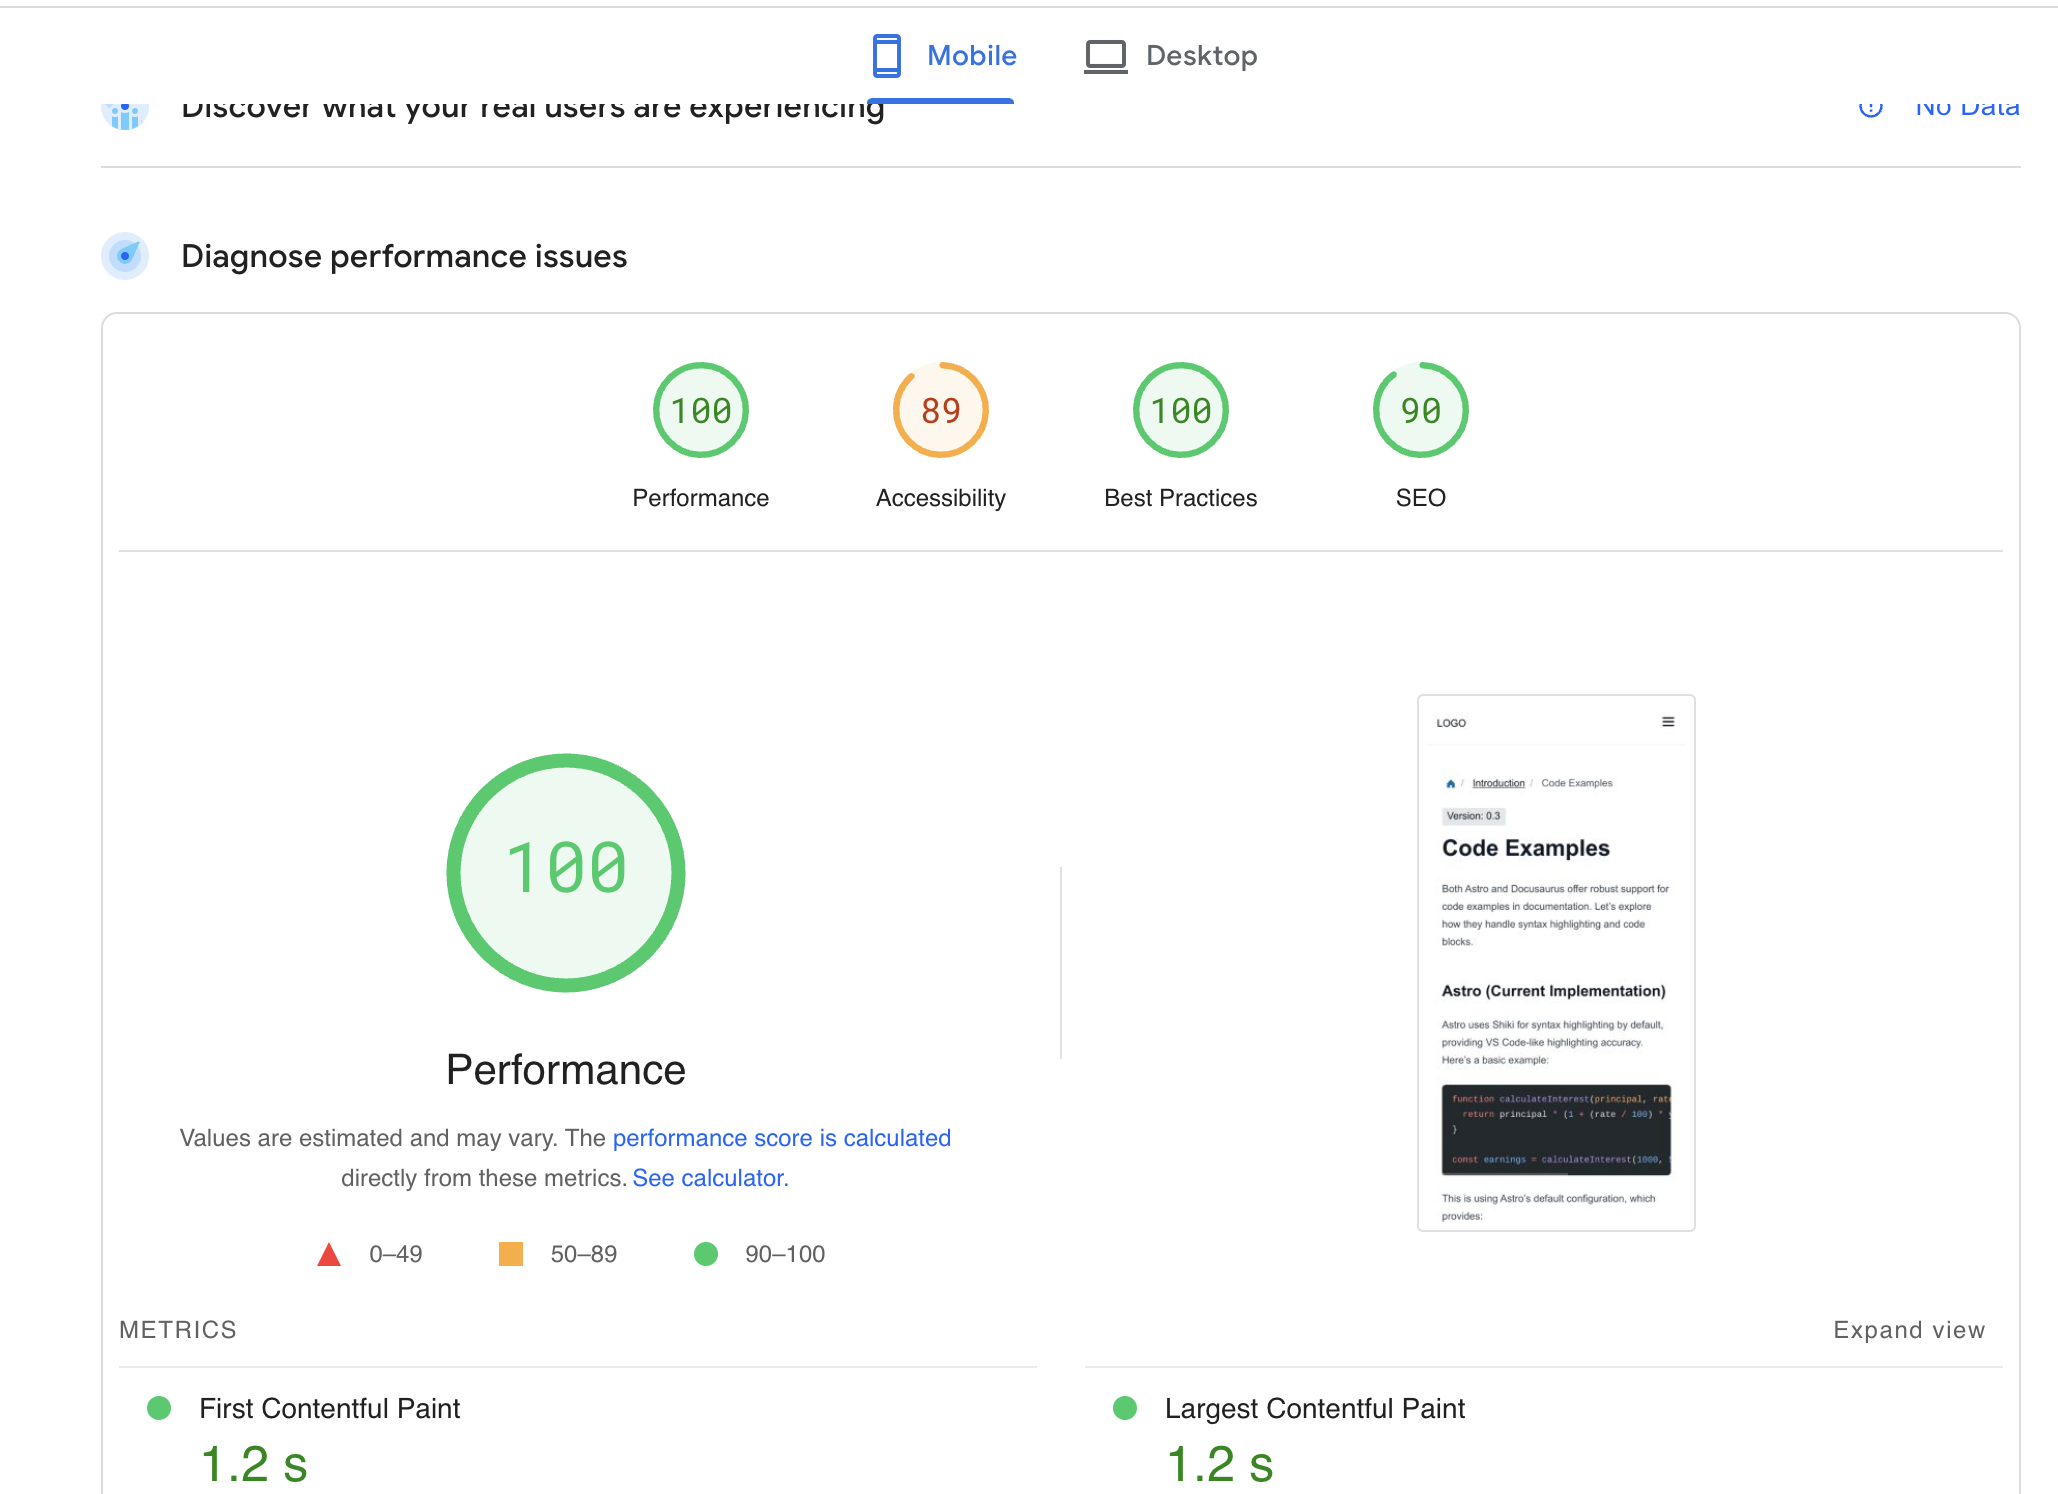 Mobile
Desktop
Discover what your real users are experiencing
No Data
Diagnose performance issues
100
89
100
90
Performance
Accessibility
Best Practices
SEO
100
Performance
Values are estimated and may vary. The performance score is calculated
directly from these metrics. See calculator.
0–49
50–89
90–100
LOGO
/ Introduction / Code Examples
Version: 0.3
Code Examples
Both Astro and Docusaurus offer robust support for
code examples in documentation. Let's explore
how they handle syntax highlighting and code
blocks.
Astro (Current Implementation)
Astro uses Shiki for syntax highlighting by default,
providing VS Code-like highlighting accuracy.
Here's a basic example:
function calculateInterest(principal, rate
return principal * (1 + (rate / 100) *
}
const earnings = calculateInterest(1000,
This is using Astro's default configuration, which
provides:
METRICS
Expand view
First Contentful Paint
1.2 s
Largest Contentful Paint
1.2 s